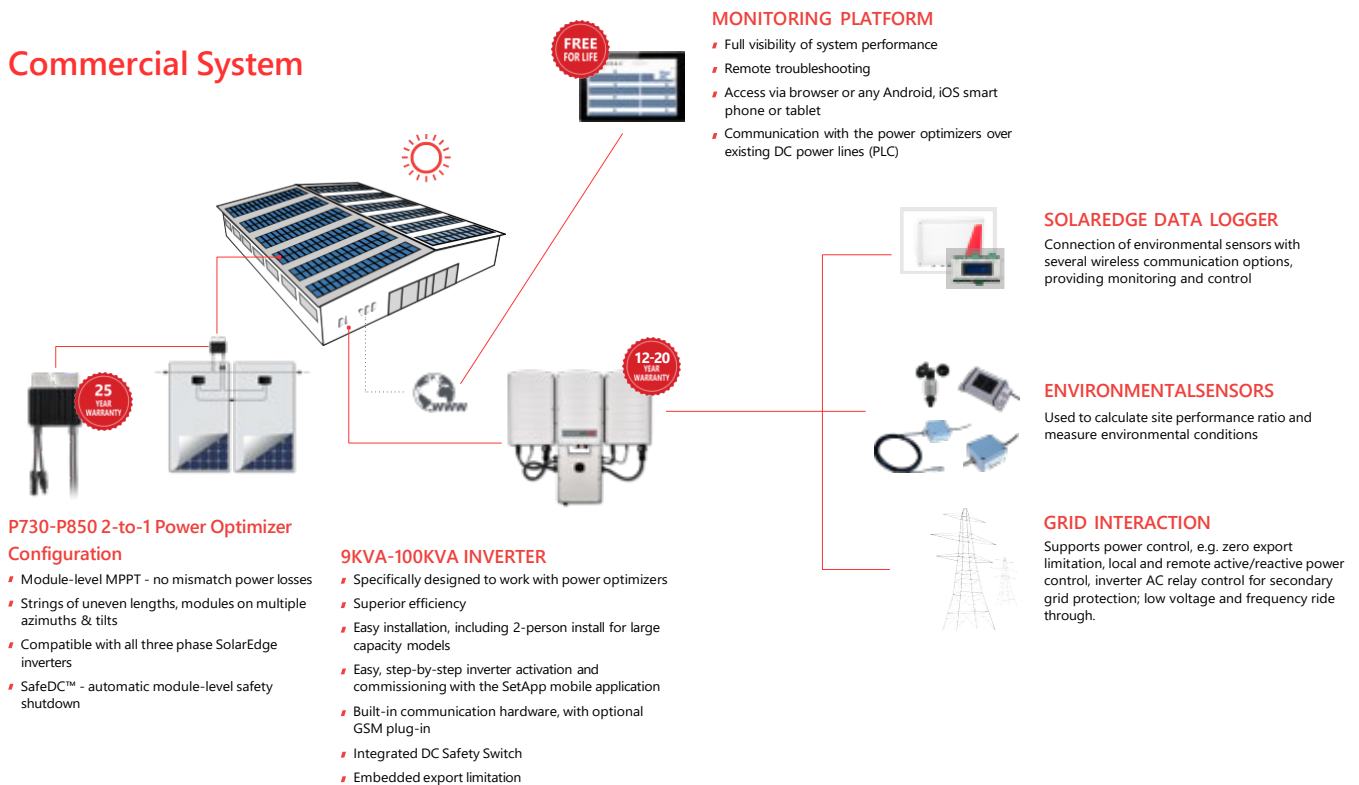 Commercial System
FREE
FOR LIFE
MONITORING PLATFORM
Full visibility of system performance
Remote troubleshooting
Access via browser or any Android, iOS smart
phone or tablet
Communication with the power optimizers over
existing DC power lines (PLC)
SOLAREDGE DATA LOGGER
Connection of environmental sensors with
several wireless communication options,
providing monitoring and control
25
YEAR
WARRANTY
www
12-20
YEAR
WARRANTY
ENVIRONMENTALSENSORS
Used to calculate site performance ratio and
measure environmental conditions
P730-P850 2-to-1 Power Optimizer
Configuration
Module-level MPPT - no mismatch power losses
Strings of uneven lengths, modules on multiple
azimuths & tilts
Compatible with all three phase SolarEdge
inverters
SafeDC™ - automatic module-level safety
shutdown
9KVA-100KVA INVERTER
Specifically designed to work with power optimizers
Superior efficiency
Easy installation, including 2-person install for large
capacity models
Easy, step-by-step inverter activation and
commissioning with the SetApp mobile application
Built-in communication hardware, with optional
GSM plug-in
Integrated DC Safety Switch
Embedded export limitation
GRID INTERACTION
Supports power control, e.g. zero export
limitation, local and remote active/reactive power
control, inverter AC relay control for secondary
grid protection; low voltage and frequency ride
through.